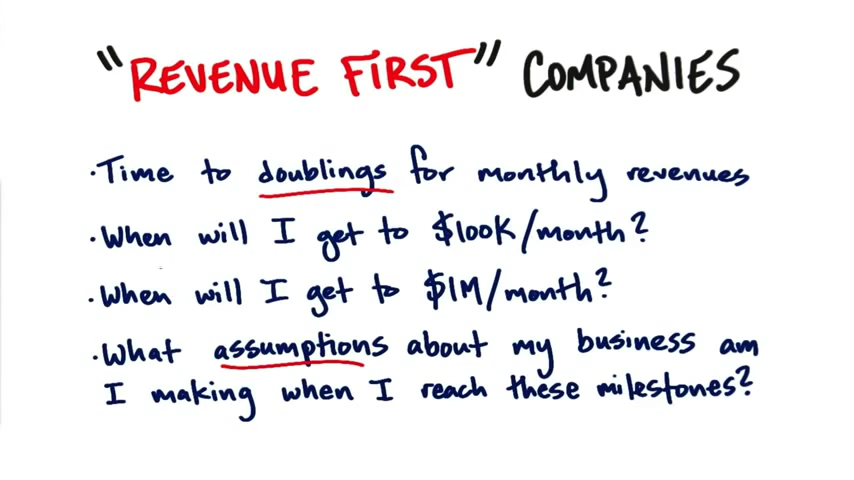 "REVENUE FIRST" COMPANIES
· Time to doublings for monthly revenues
· When will I get to $100K/month?
· When will I get to $1M/month?
· What assumptions about my business am
I making when I reach these milestones?